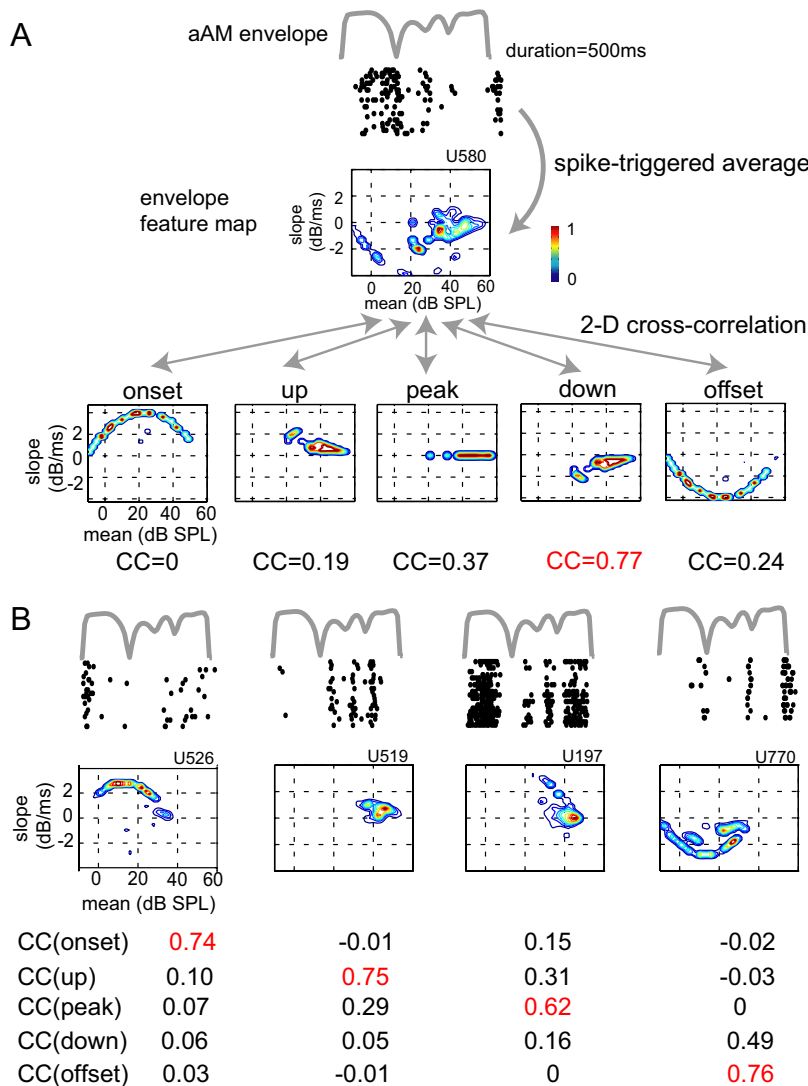 A
aAM envelope
duration=500ms
U580
spike-triggered average
envelope
feature map
slope
(dB/ms)
2
0
-2
0 20 40 60
mean (dB SPL)
1
0
2-D cross-correlation
onset up peak down offset
slope
(dB/ms)
2
0
-2
0 20 40 60
mean (dB SPL)
CC=0 CC=0.19 CC=0.37 CC=0.77 CC=0.24
B
U526 U519 U197 U770
slope
(dB/ms)
2
0
-2
0 20 40 60
mean (dB SPL)
CC(onset) 0.74 -0.01 0.15 -0.02
CC(up) 0.10 0.75 0.31 -0.03
CC(peak) 0.07 0.29 0.62 0
CC(down) 0.06 0.05 0.16 0.49
CC(offset) 0.03 -0.01 0 0.76